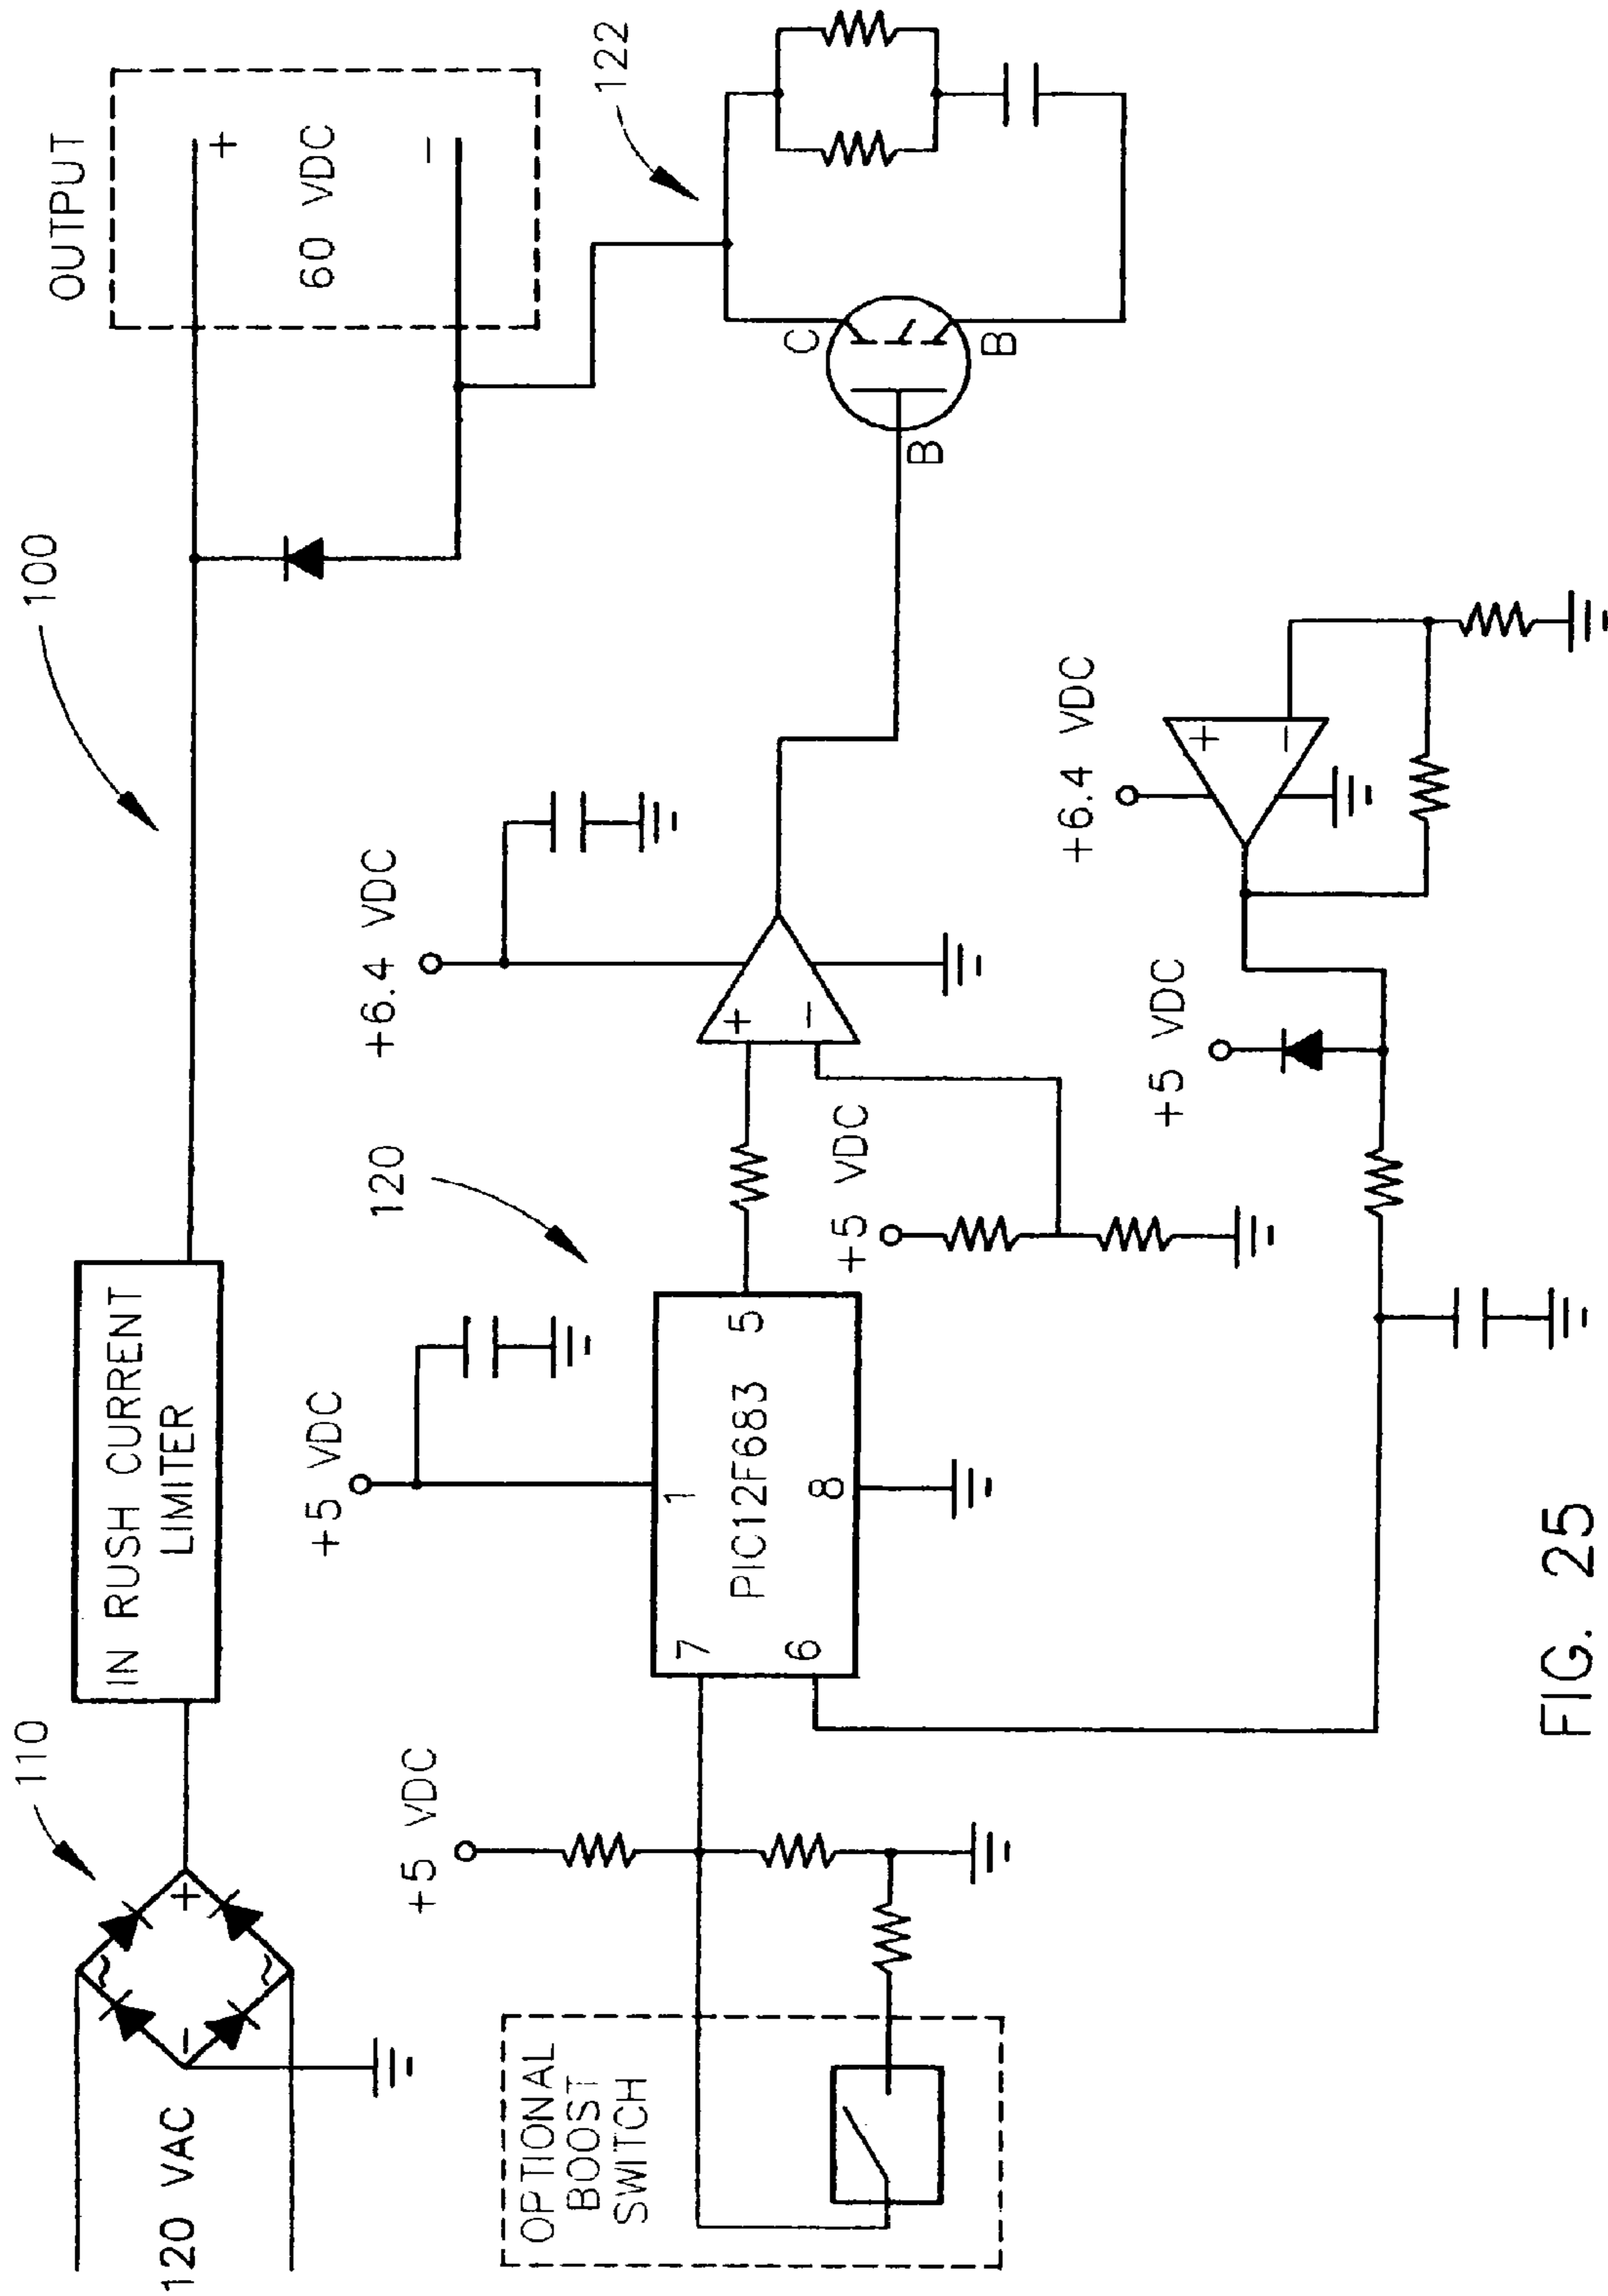 120 VAC
110
+
−
~
~
IN RUSH CURRENT
LIMITER
100
OUTPUT
+
60 VDC
−
122
C
B
B
+5 VDC
120
+6.4 VDC
+5 VDC
OPTIONAL
BOOST
SWITCH
7
6
1
PIC12F683
8
5
+
−
+5 VDC
+5 VDC
+6.4 VDC
+
−
FIG. 25